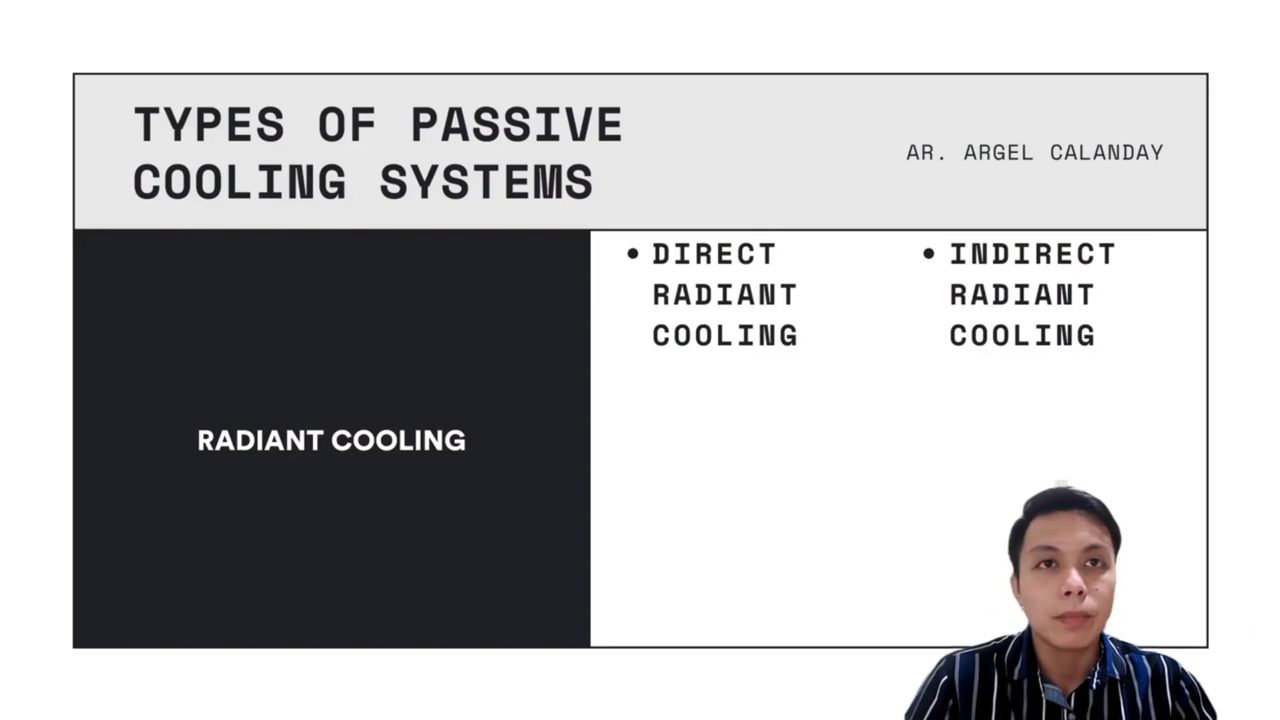 TYPES OF PASSIVE
COOLING SYSTEMS
AR. ARGEL CALANDAY
RADIANT COOLING
• DIRECT
RADIANT
COOLING
• INDIRECT
RADIANT
COOLING